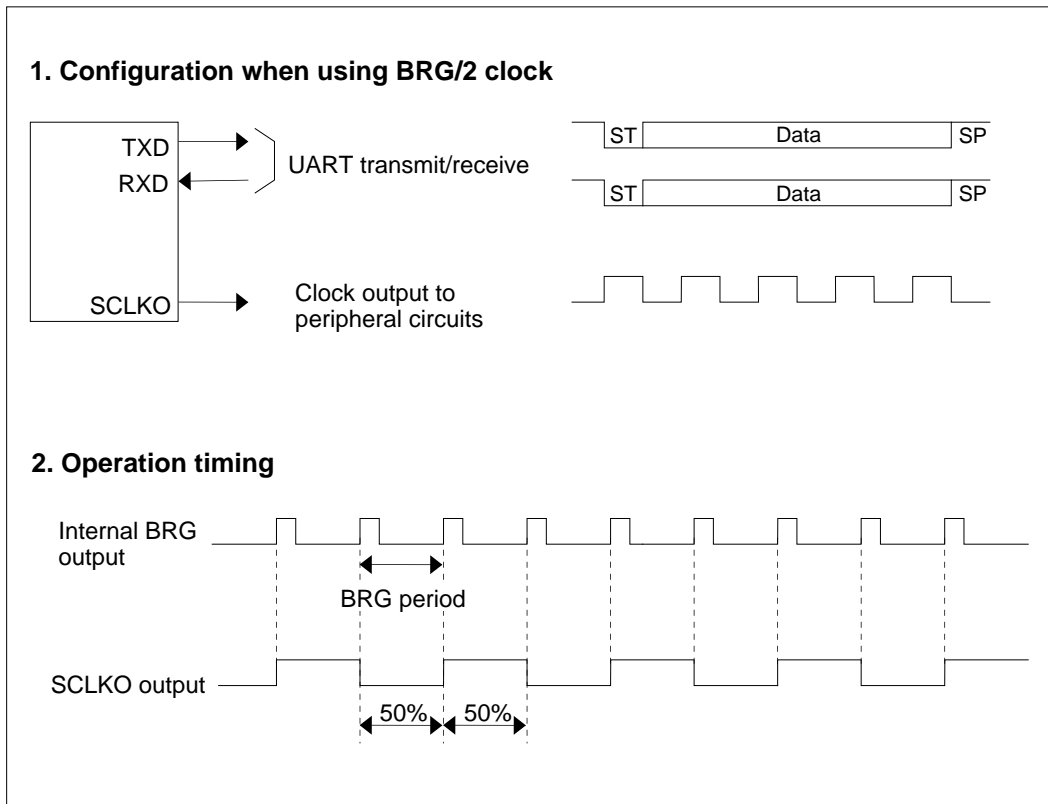 1. Configuration when using BRG/2 clock
TXD
RXD
SCLKO
UART transmit/receive
Clock output to
peripheral circuits
ST Data SP
ST Data SP
2. Operation timing
Internal BRG
output
BRG period
SCLKO output
50% 50%